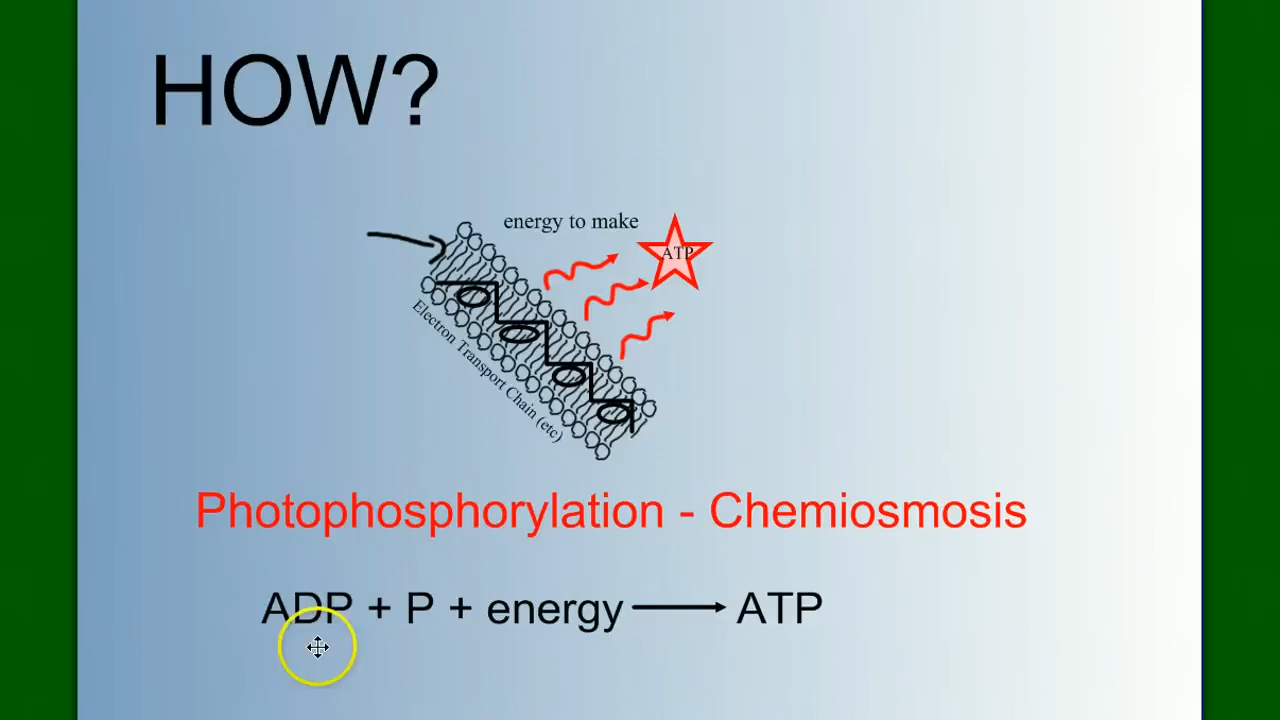 HOW?
energy to make
ATP
Electron Transport Chain (etc)
Photophosphorylation - Chemiosmosis
ADP + P + energy → ATP